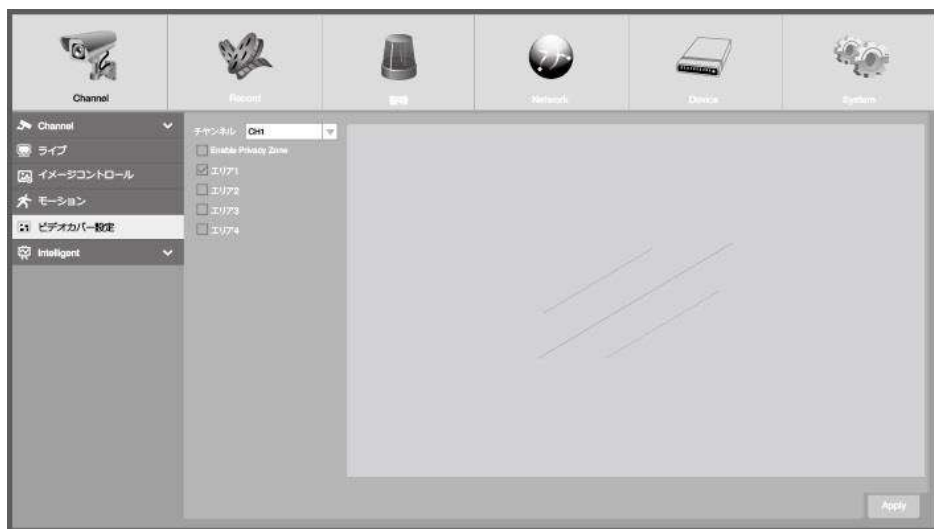 Channel
Record
Network
Device
System
Channel
ライブ
イメージコントロール
モーション
ビデオカバー設定
Intelligent
チャンネル CH1
Enable Privacy Zone
エリア1
エリア2
エリア3
エリア4
Apply